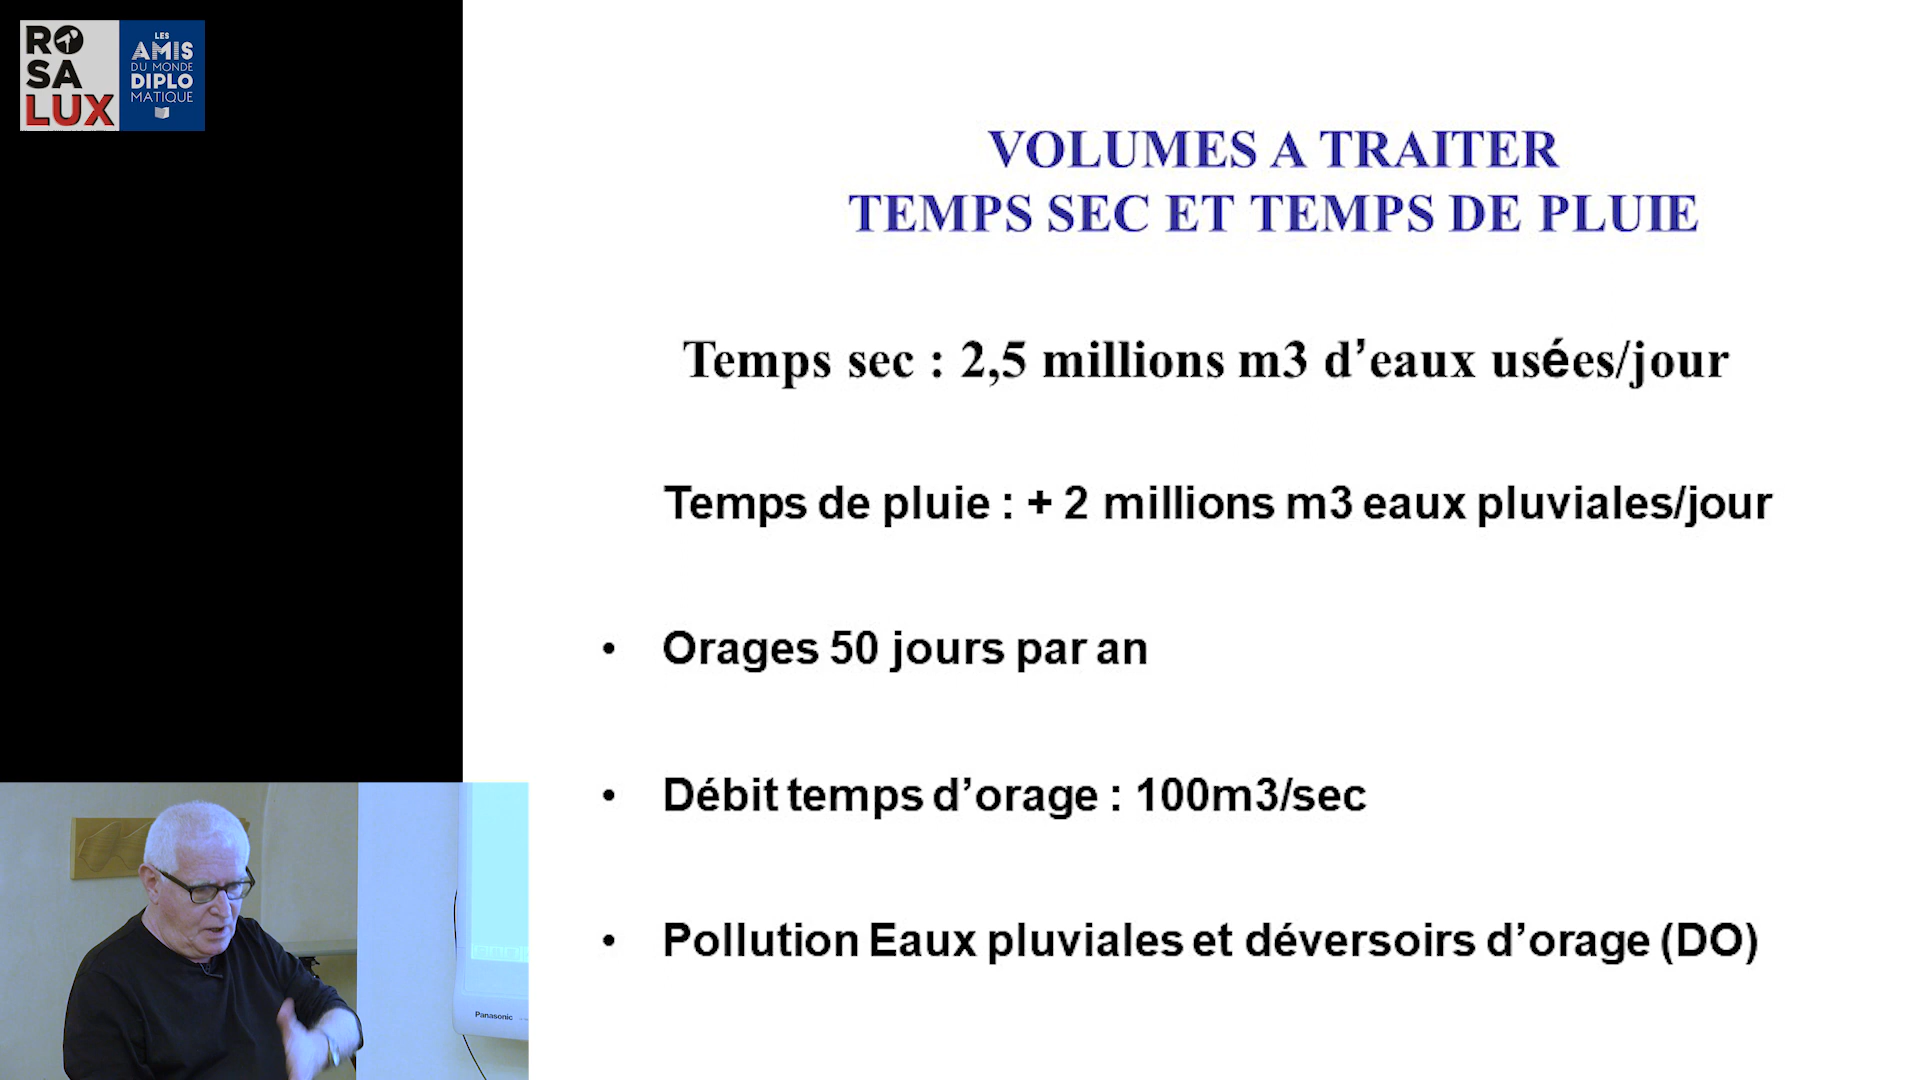 ROSA LUX
LES
AMIS
DU MONDE
DIPLO
MATIQUE
VOLUMES A TRAITER
TEMPS SEC ET TEMPS DE PLUIE
Temps sec : 2,5 millions m3 d’eaux usées/jour
Temps de pluie : + 2 millions m3 eaux pluviales/jour
• Orages 50 jours par an
• Débit temps d’orage : 100m3/sec
• Pollution Eaux pluviales et déversoirs d’orage (DO)
Panasonic